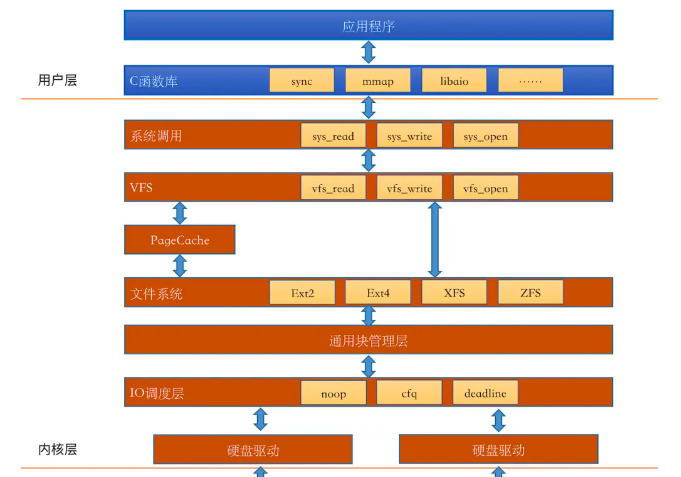 应用程序
用户层
C函数库 sync mmap libaio ……
系统调用 sys_read sys_write sys_open
VFS vfs_read vfs_write vfs_open
PageCache
文件系统 Ext2 Ext4 XFS ZFS
通用块管理层
IO调度层 noop cfq deadline
内核层 硬盘驱动 硬盘驱动